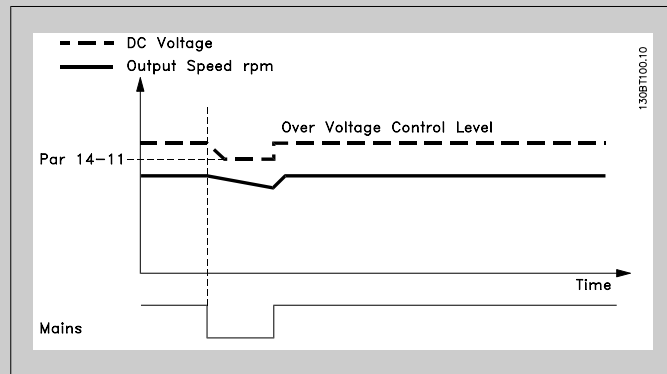 DC Voltage
Output Speed rpm
130BT100.10
Over Voltage Control Level
Par 14-11
Time
Mains